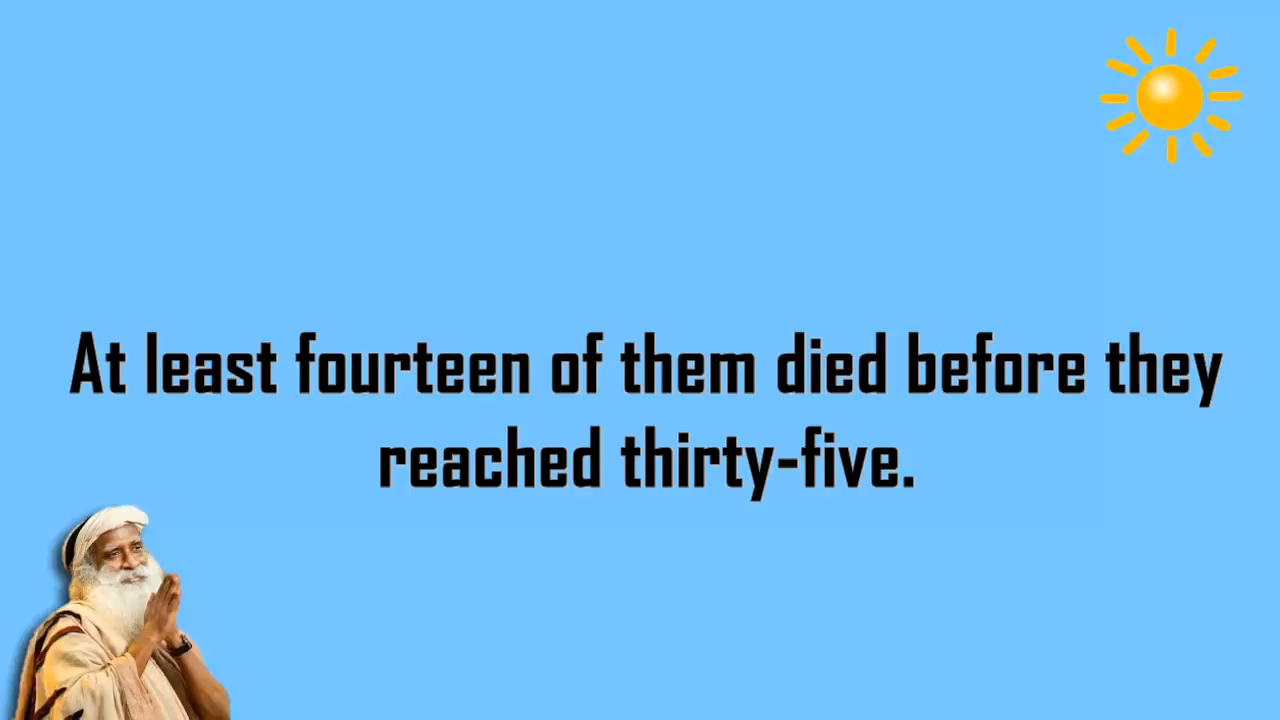 At least fourteen of them died before they
reached thirty-five.